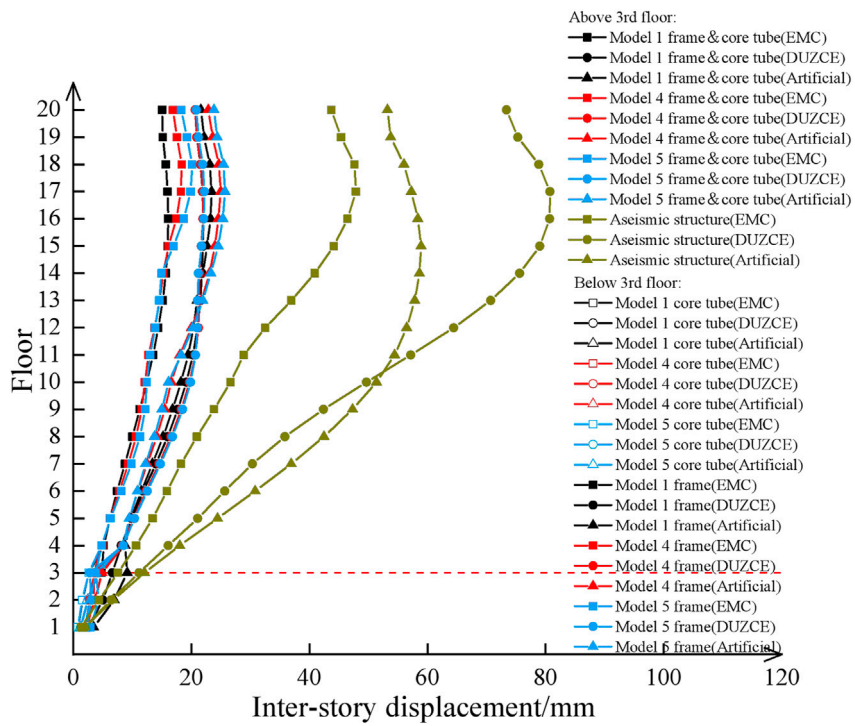 Above 3rd floor:
Model 1 frame&core tube(EMC)
Model 1 frame&core tube(DUZCE)
Model 1 frame&core tube(Artificial)
Model 4 frame&core tube(EMC)
Model 4 frame&core tube(DUZCE)
Model 4 frame&core tube(Artificial)
Model 5 frame&core tube(EMC)
Model 5 frame&core tube(DUZCE)
Model 5 frame&core tube(Artificial)
Aseismic structure(EMC)
Aseismic structure(DUZCE)
Aseismic structure(Artificial)
Below 3rd floor:
Model 1 core tube(EMC)
Model 1 core tube(DUZCE)
Model 1 core tube(Artificial)
Model 4 core tube(EMC)
Model 4 core tube(DUZCE)
Model 4 core tube(Artificial)
Model 5 core tube(EMC)
Model 5 core tube(DUZCE)
Model 5 core tube(Artificial)
Model 1 frame(EMC)
Model 1 frame(DUZCE)
Model 1 frame(Artificial)
Model 4 frame(EMC)
Model 4 frame(DUZCE)
Model 4 frame(Artificial)
Model 5 frame(EMC)
Model 5 frame(DUZCE)
Model 5 frame(Artificial)
Floor
20
19
18
17
16
15
14
13
12
11
10
9
8
7
6
5
4
3
2
1
0 20 40 60 80 100 120
Inter-story displacement/mm